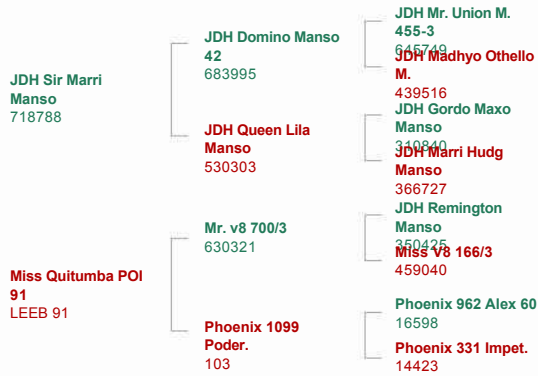 JDH Sir Marri
Manso
718788
Miss Quitumba POI
91
LEEB 91
JDH Domino Manso
42
683995
JDH Queen Lila
Manso
530303
Mr. v8 700/3
630321
Phoenix 1099
Poder.
103
JDH Mr. Union M.
455-3
645749
JDH Madhyo Othello
M.
439516
JDH Gordo Maxo
Manso
310840
JDH Marri Hudg
Manso
366727
JDH Remington
Manso
350425
Miss V8 166/3
459040
Phoenix 962 Alex 60
16598
Phoenix 331 Impet.
14423